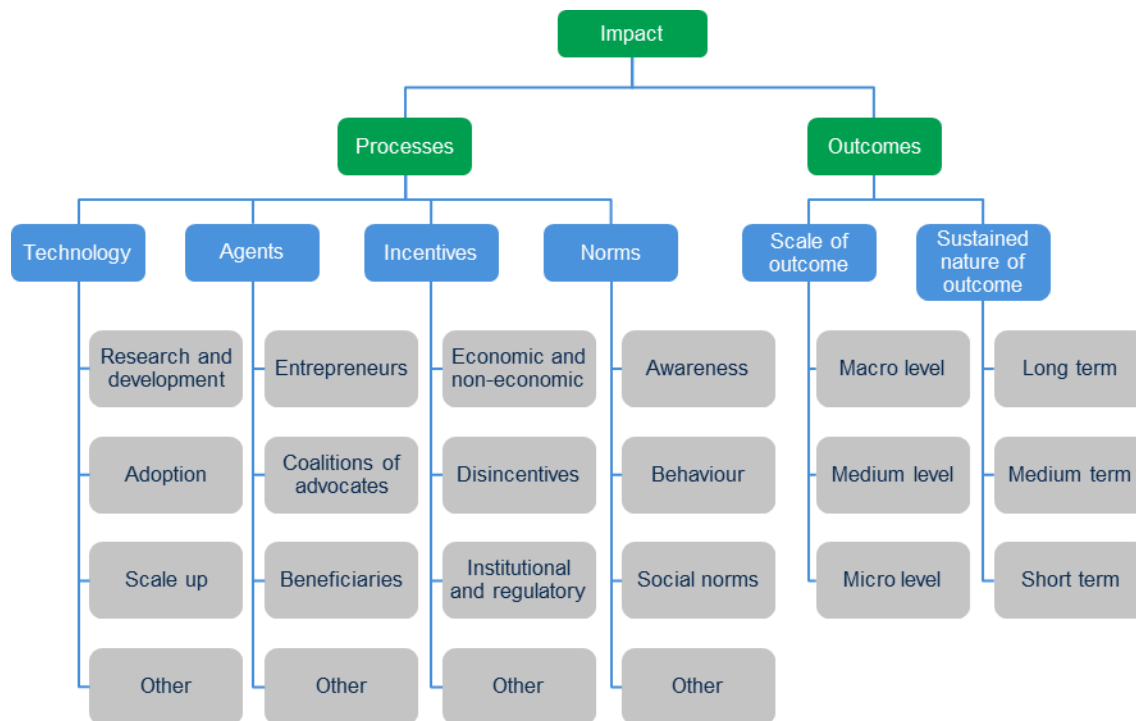 Impact
Processes
Outcomes
Technology
Agents
Incentives
Norms
Scale of
outcome
Sustained
nature of
outcome
Research and
development
Entrepreneurs
Economic and
non-economic
Awareness
Macro level
Long term
Adoption
Coalitions of
advocates
Disincentives
Behaviour
Medium level
Medium term
Scale up
Beneficiaries
Institutional
and regulatory
Social norms
Micro level
Short term
Other
Other
Other
Other